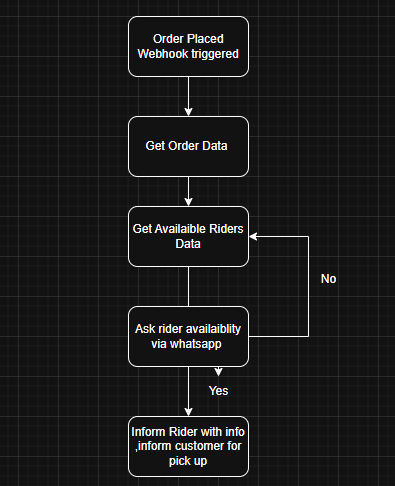 Order Placed
Webhook triggered
Get Order Data
Get Availaible Riders
Data
No
Ask rider availaiblity
via whatsapp
Yes
Inform Rider with info
,inform customer for
pick up